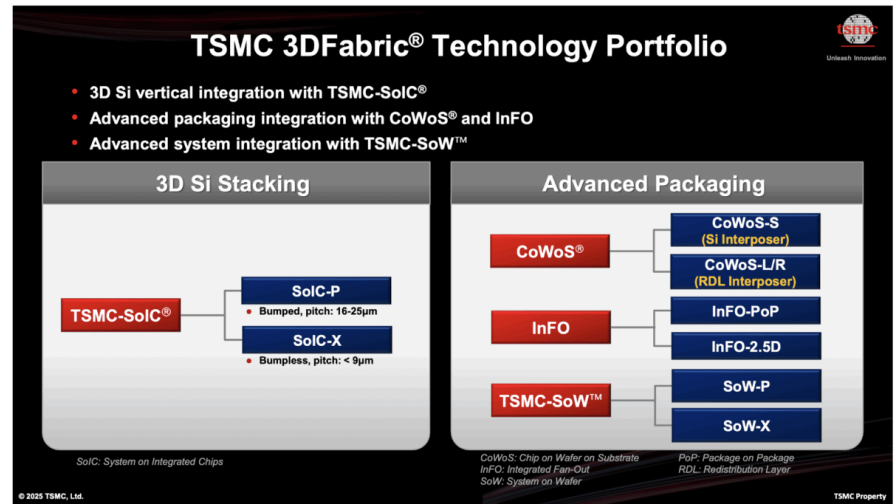 TSMC 3DFabric® Technology Portfolio
tsmc
Unleash Innovation
• 3D Si vertical integration with TSMC-SoIC®
• Advanced packaging integration with CoWoS® and InFO
• Advanced system integration with TSMC-SoW™
3D Si Stacking
TSMC-SoIC®
SoIC-P
• Bumped, pitch: 16-25µm
SoIC-X
• Bumpless, pitch: < 9µm
SoIC: System on Integrated Chips
Advanced Packaging
CoWoS®
CoWoS-S
(Si Interposer)
CoWoS-L/R
(RDL Interposer)
InFO
InFO-PoP
InFO-2.5D
TSMC-SoW™
SoW-P
SoW-X
CoWoS: Chip on Wafer on Substrate
InFO: Integrated Fan-Out
SoW: System on Wafer
PoP: Package on Package
RDL: Redistribution Layer
© 2025 TSMC, Ltd.
TSMC Property